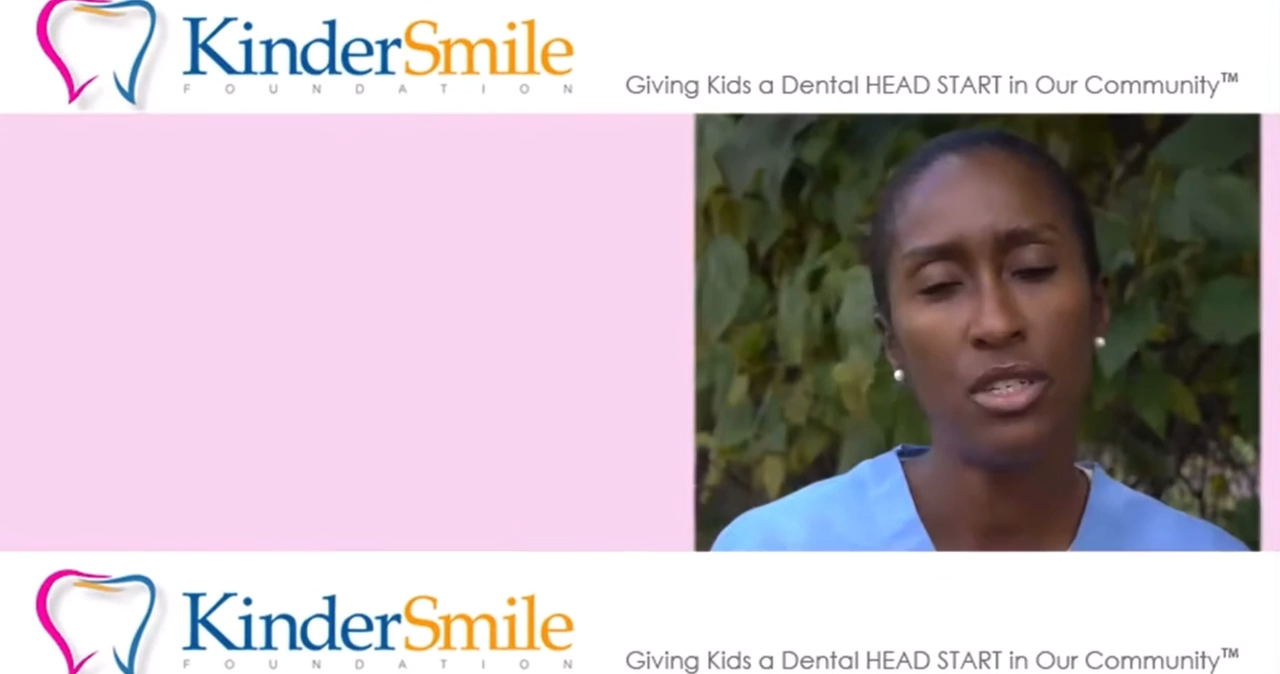 KinderSmile
FOUNDATION
Giving Kids a Dental HEAD START in Our Community™
KinderSmile
FOUNDATION
Giving Kids a Dental HEAD START in Our Community™